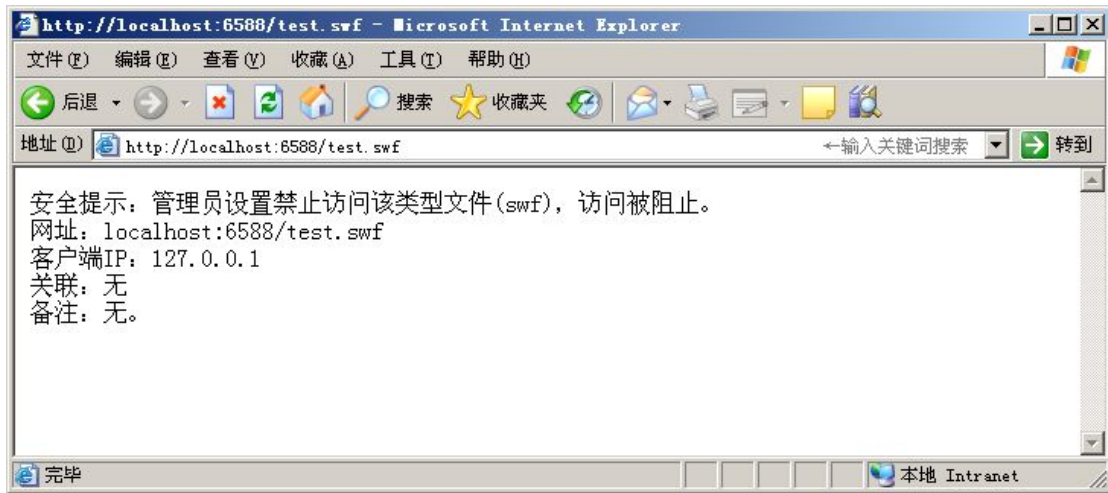 http://localhost:6588/test.swf - Microsoft Internet Explorer
文件(F) 编辑(E) 查看(V) 收藏(A) 工具(T) 帮助(H)
后退 搜索 收藏夹
地址(D) http://localhost:6588/test.swf ←输入关键词搜索 转到
安全提示：管理员设置禁止访问该类型文件(swf)，访问被阻止。
网址：localhost:6588/test.swf
客户端IP：127.0.0.1
关联：无
备注：无。
完毕 本地 Intranet